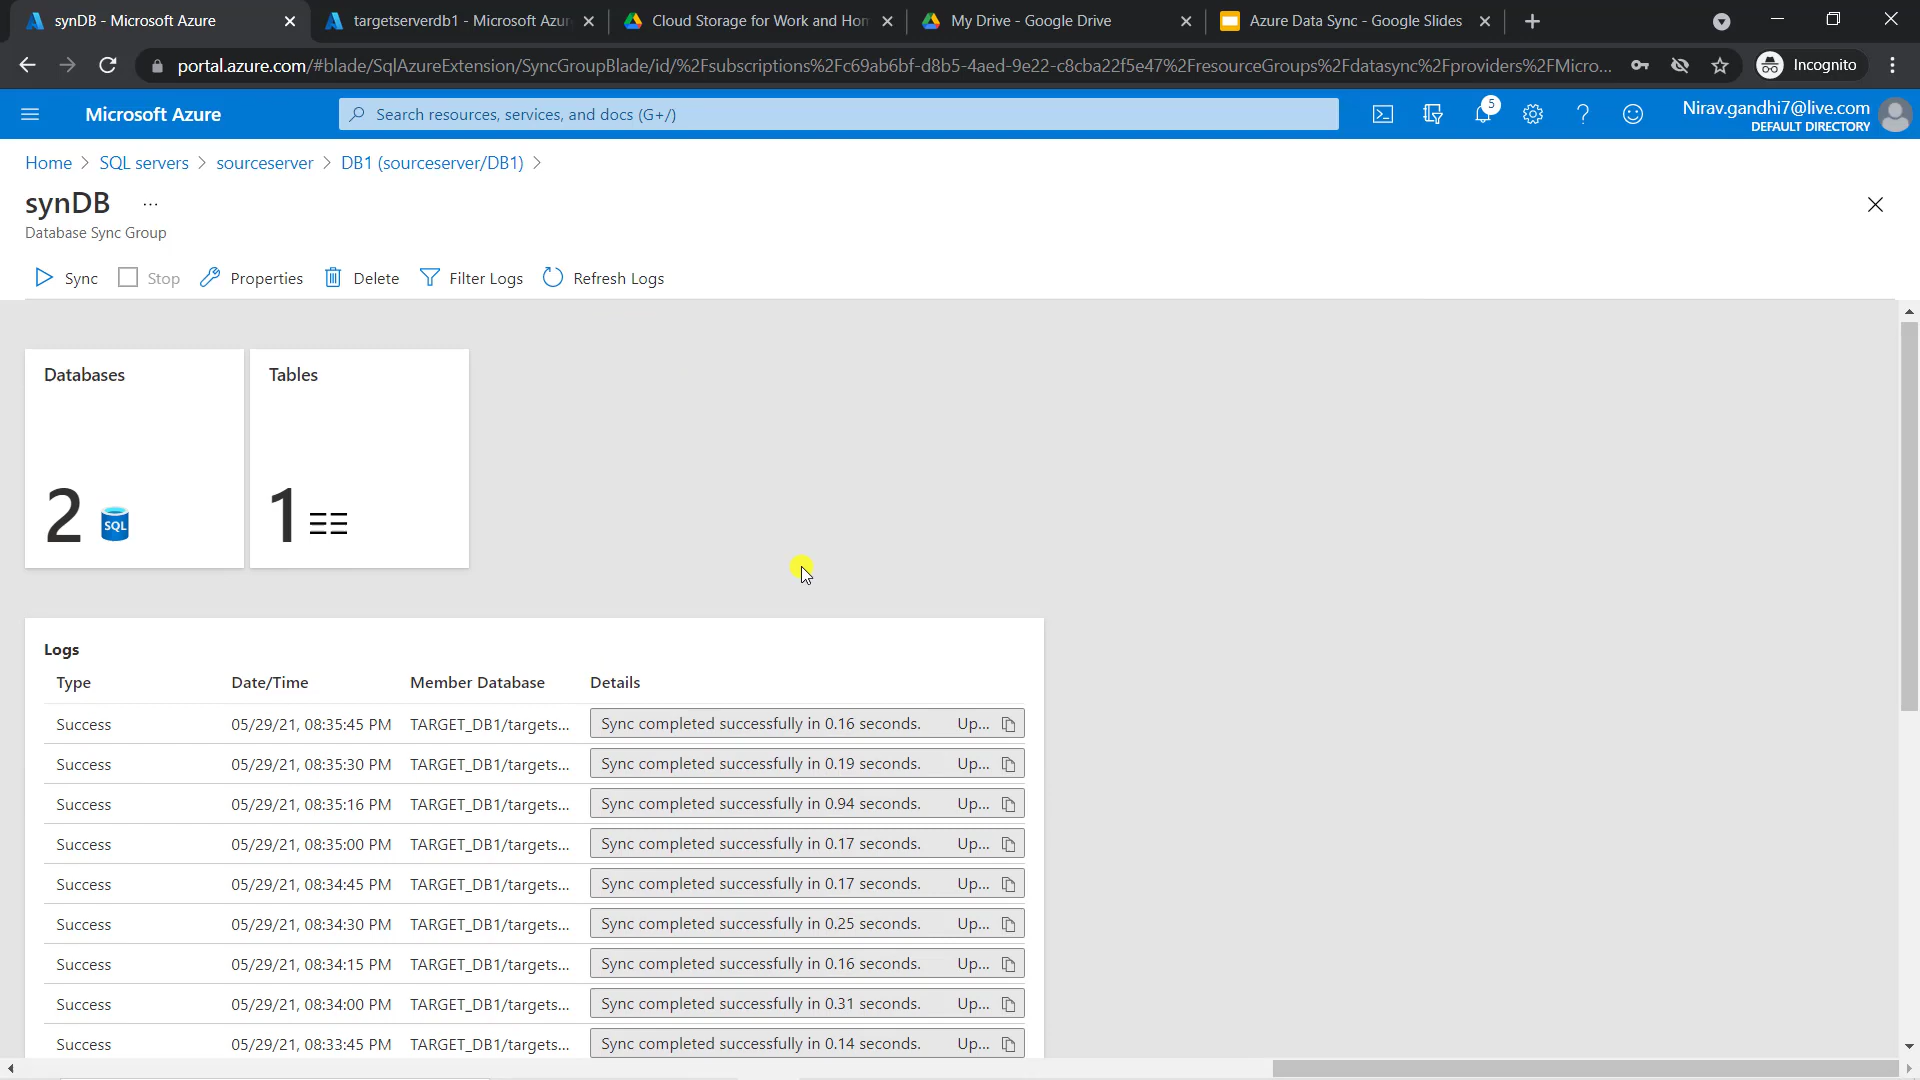 synDB - Microsoft Azure
targetserverdb1 - Microsoft Azur
Cloud Storage for Work and Hom
My Drive - Google Drive
Azure Data Sync - Google Slides
portal.azure.com/#blade/SqlAzureExtension/SyncGroupBlade/id/%2Fsubscriptions%2Fc69ab6bf-d8b5-4aed-9e22-c8cba22f5e47%2FresourceGroups%2Fdatasync%2Fproviders%2FMicro...
Incognito
Microsoft Azure
Search resources, services, and docs (G+/)
5
Nirav.gandhi7@live.com
DEFAULT DIRECTORY
Home > SQL servers > sourceserver > DB1 (sourceserver/DB1) >
synDB ...
Database Sync Group
Sync Stop Properties Delete Filter Logs Refresh Logs
Databases
2
SQL
Tables
1
Logs
Type Date/Time Member Database Details
Success 05/29/21, 08:35:45 PM TARGET_DB1/targets... Sync completed successfully in 0.16 seconds. Up...
Success 05/29/21, 08:35:30 PM TARGET_DB1/targets... Sync completed successfully in 0.19 seconds. Up...
Success 05/29/21, 08:35:16 PM TARGET_DB1/targets... Sync completed successfully in 0.94 seconds. Up...
Success 05/29/21, 08:35:00 PM TARGET_DB1/targets... Sync completed successfully in 0.17 seconds. Up...
Success 05/29/21, 08:34:45 PM TARGET_DB1/targets... Sync completed successfully in 0.17 seconds. Up...
Success 05/29/21, 08:34:30 PM TARGET_DB1/targets... Sync completed successfully in 0.25 seconds. Up...
Success 05/29/21, 08:34:15 PM TARGET_DB1/targets... Sync completed successfully in 0.16 seconds. Up...
Success 05/29/21, 08:34:00 PM TARGET_DB1/targets... Sync completed successfully in 0.31 seconds. Up...
Success 05/29/21, 08:33:45 PM TARGET_DB1/targets... Sync completed successfully in 0.14 seconds. Up...